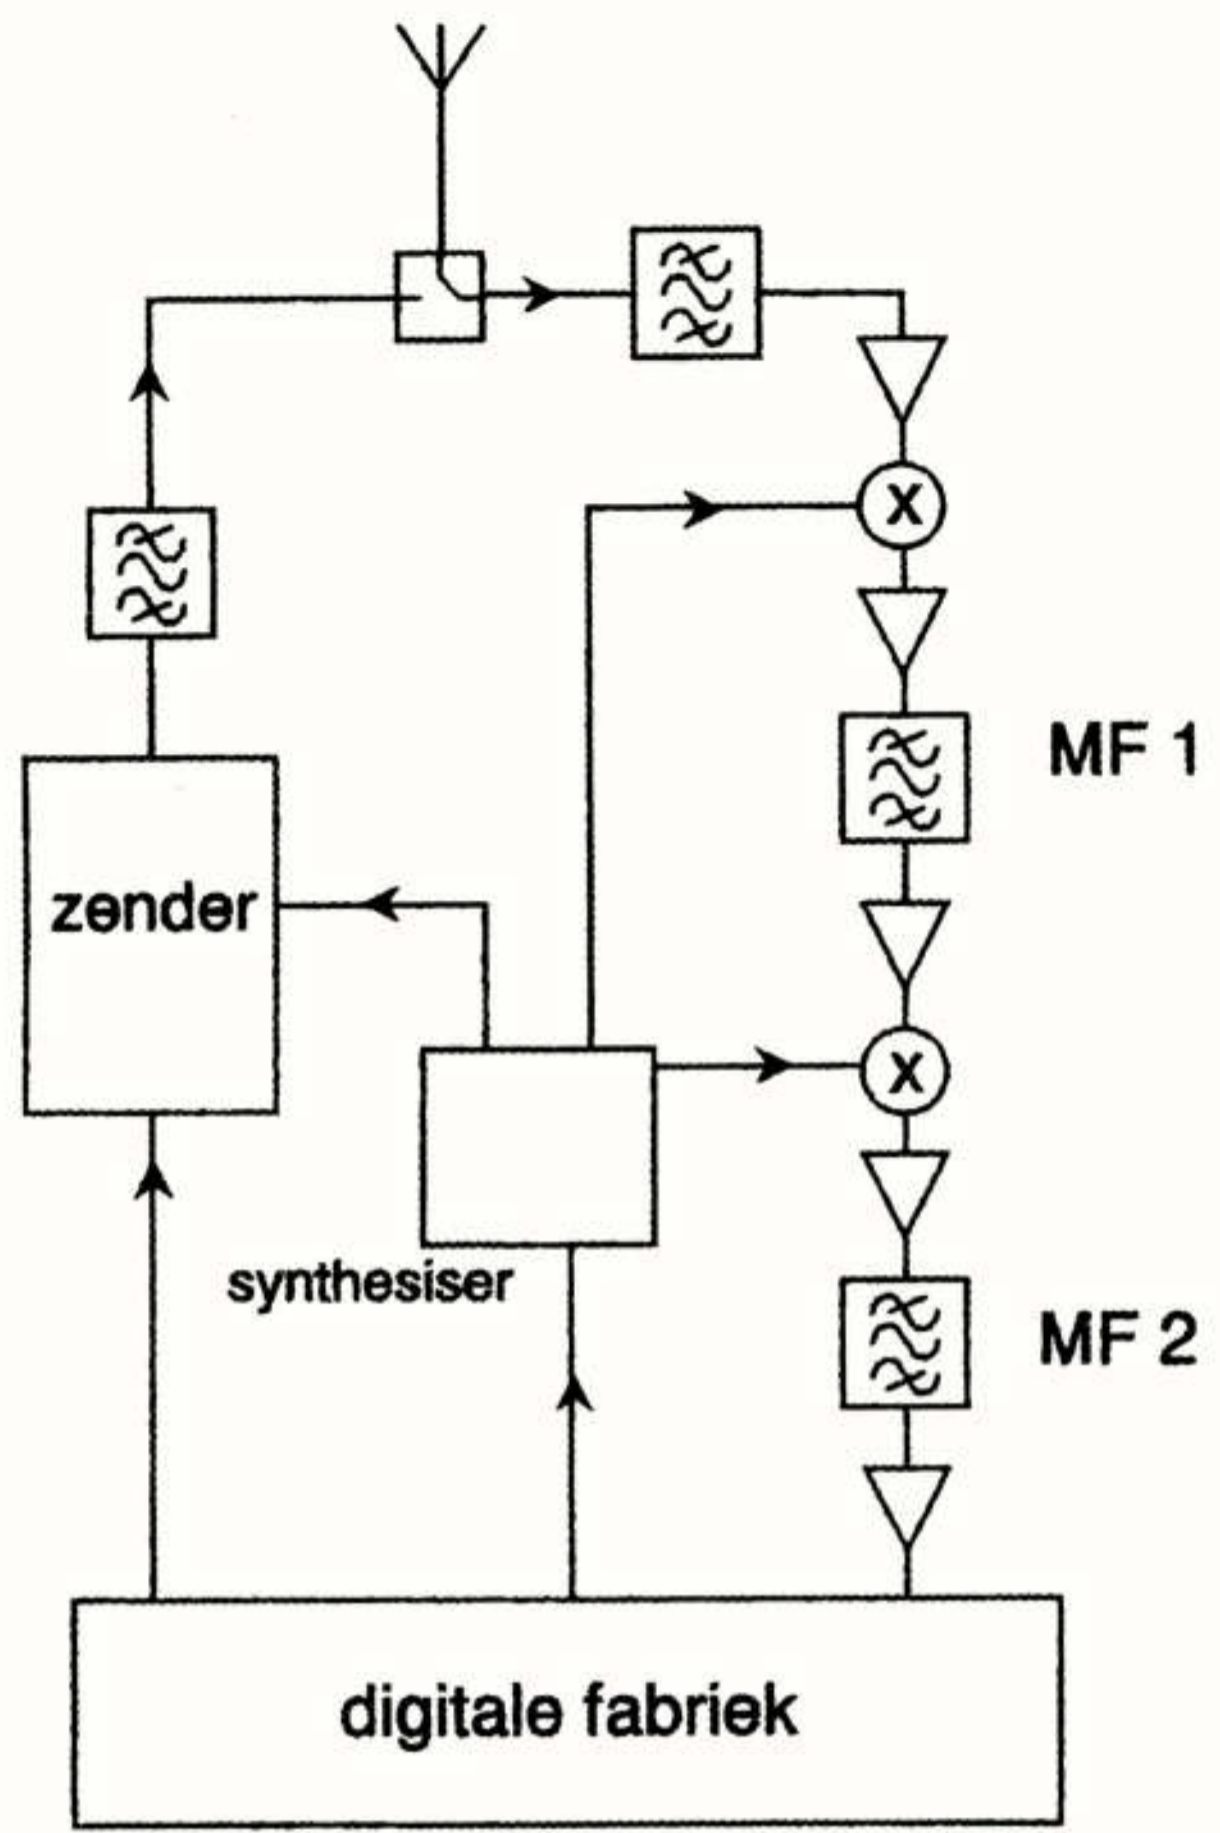 X
MF 1
zender
X
synthesiser
MF 2
digitale fabriek